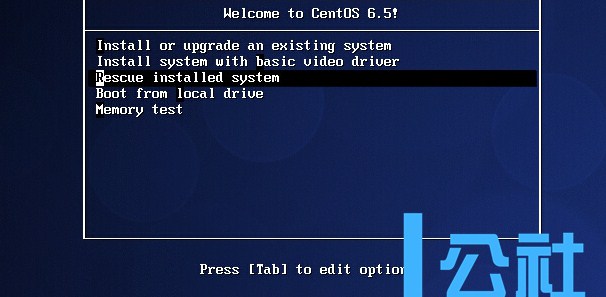 Welcome to CentOS 6.5!
Install or upgrade an existing system
Install system with basic video driver
Rescue installed system
Boot from local drive
Memory test
Press [Tab] to edit option
公社